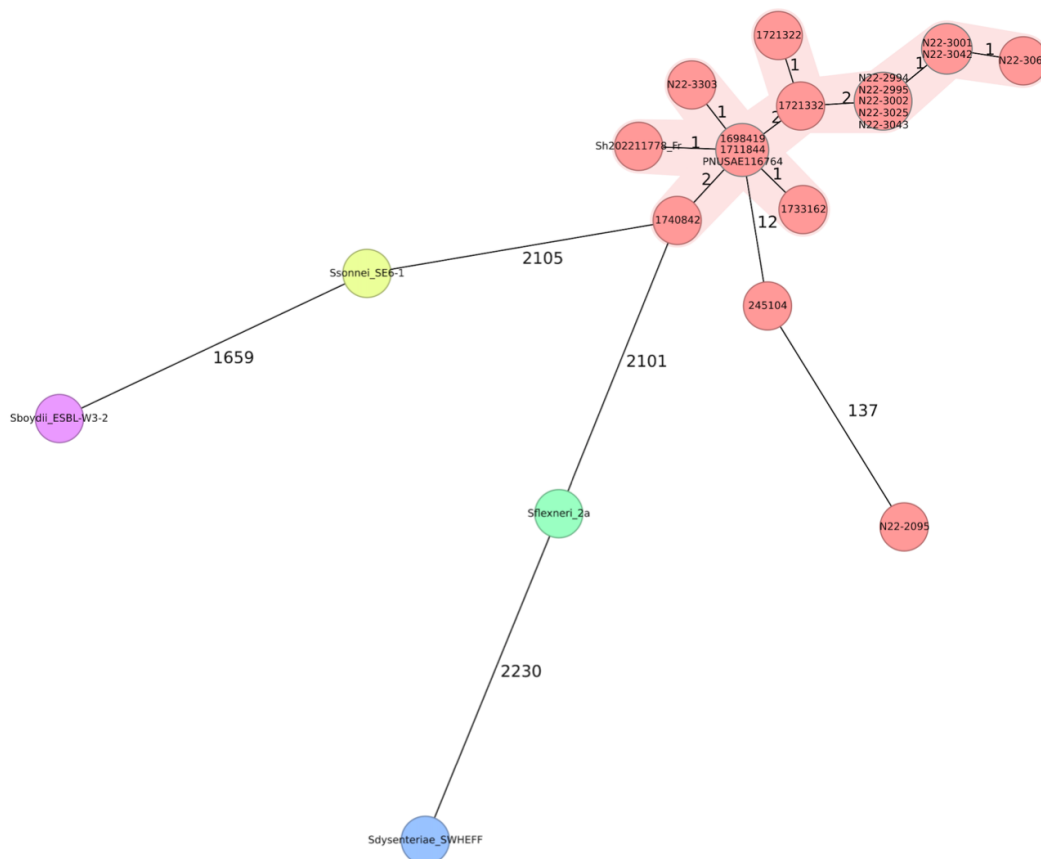 1721322
N22-3001
N22-3042
1
N22-306
1
1
N22-3303
N22-2994
N22-2995
N22-3002
N22-3025
N22-3043
2
1721332
1
2
1698419
1711844
PNUSAE116764
1
Sh202211778_Fr
2
1
1733162
1740842
12
2105
Ssonnei_SE6-1
245104
1659
2101
137
Sboydii_ESBL-W3-2
Sflexneri_2a
N22-2095
2230
Sdysenteriae_SWHEFF